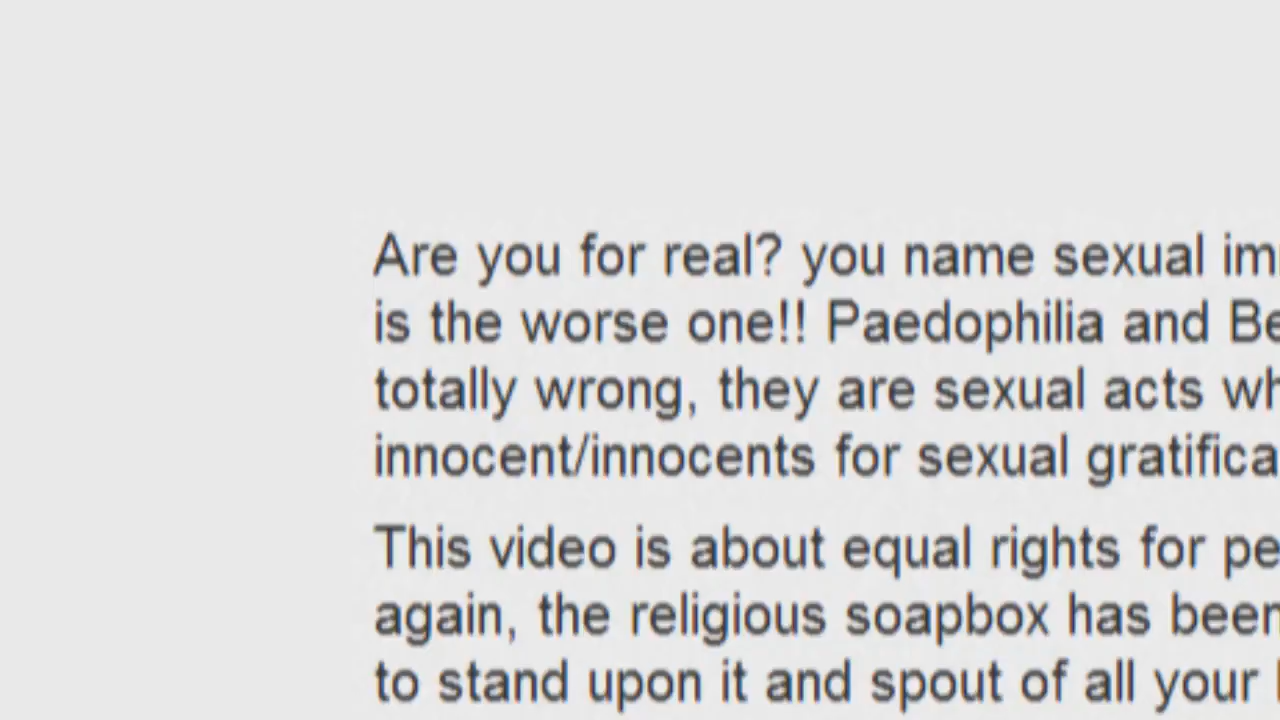 Are you for real? you name sexual
is the worse one!! Paedophilia and
totally wrong, they are sexual acts
innocent/innocents for sexual
This video is about equal rights for
again, the religious soapbox has
to stand upon it and spout of all your